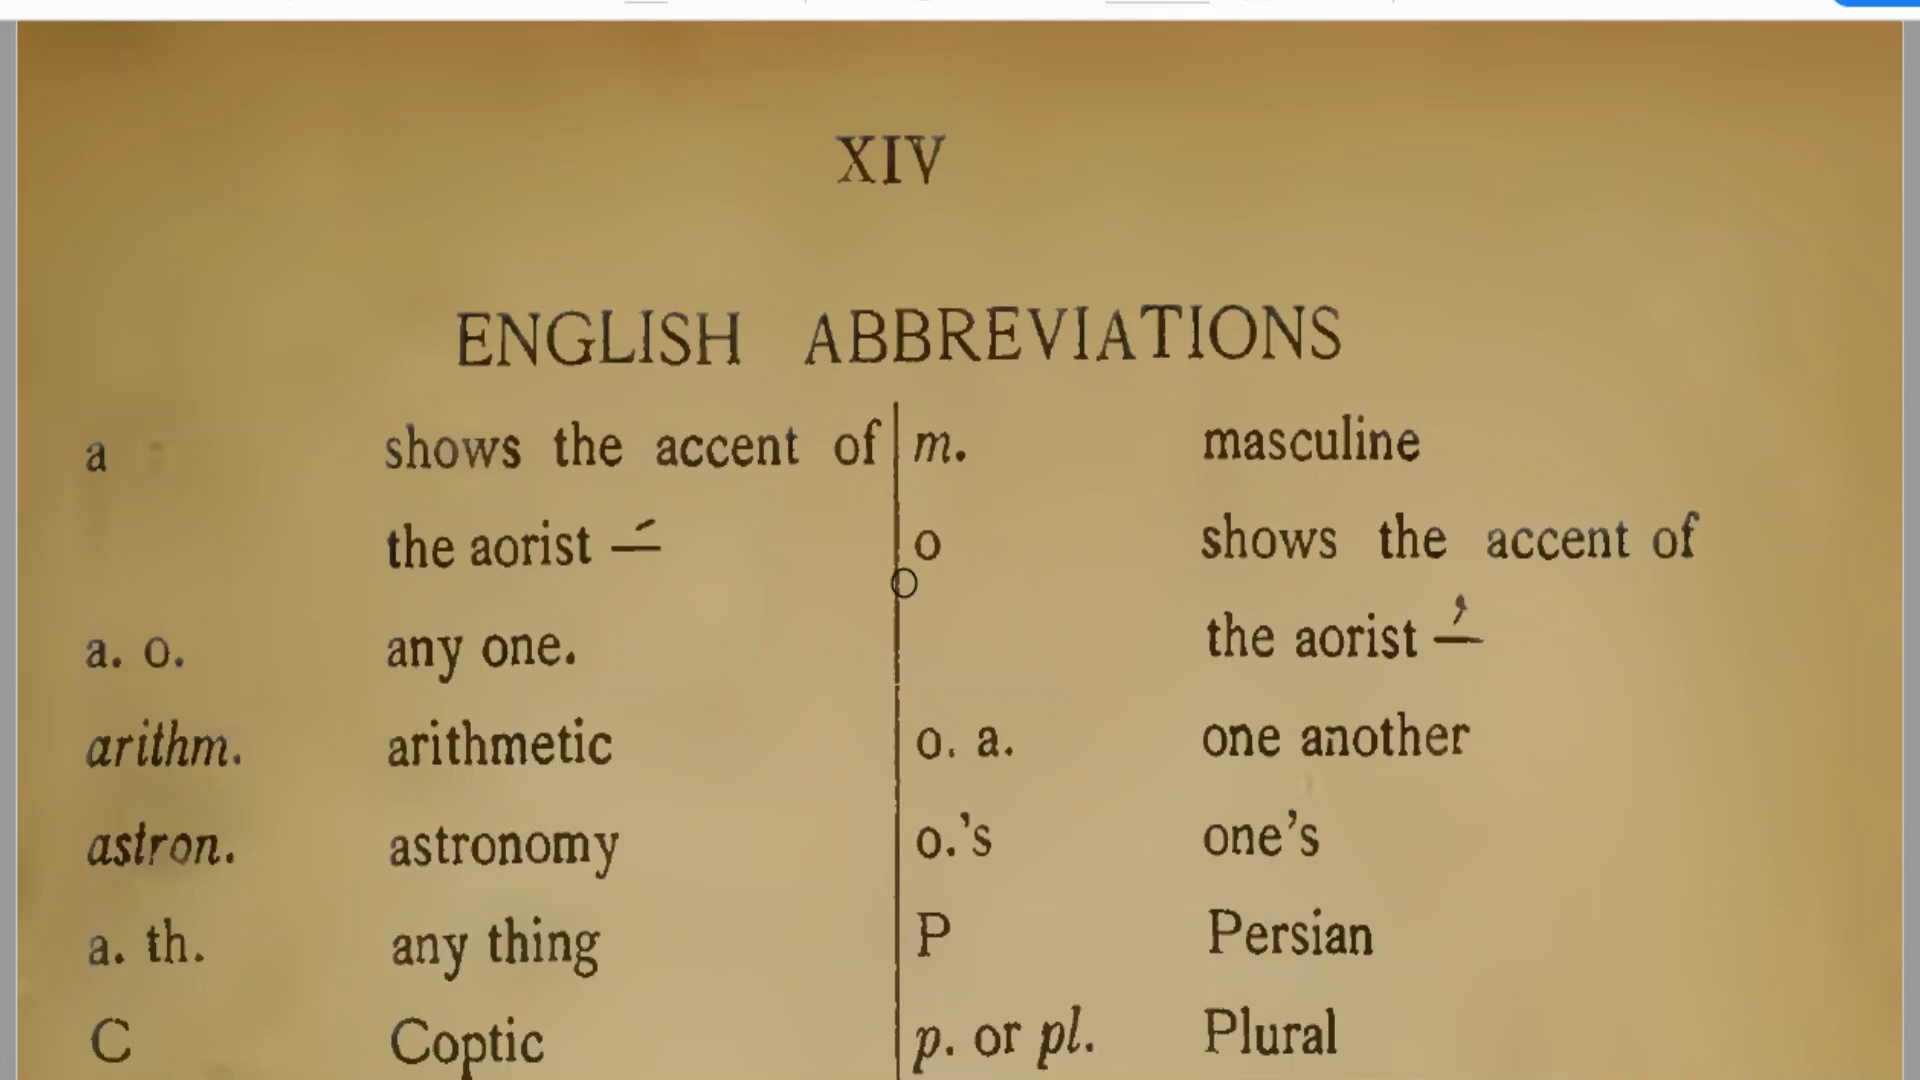 XIV
ENGLISH ABBREVIATIONS
a shows the accent of
the aorist –́
a. o. any one.
arithm. arithmetic
astron. astronomy
a. th. any thing
C Coptic
m. masculine
o shows the accent of
the aorist –̓
o. a. one another
o.'s one's
P Persian
p. or pl. Plural